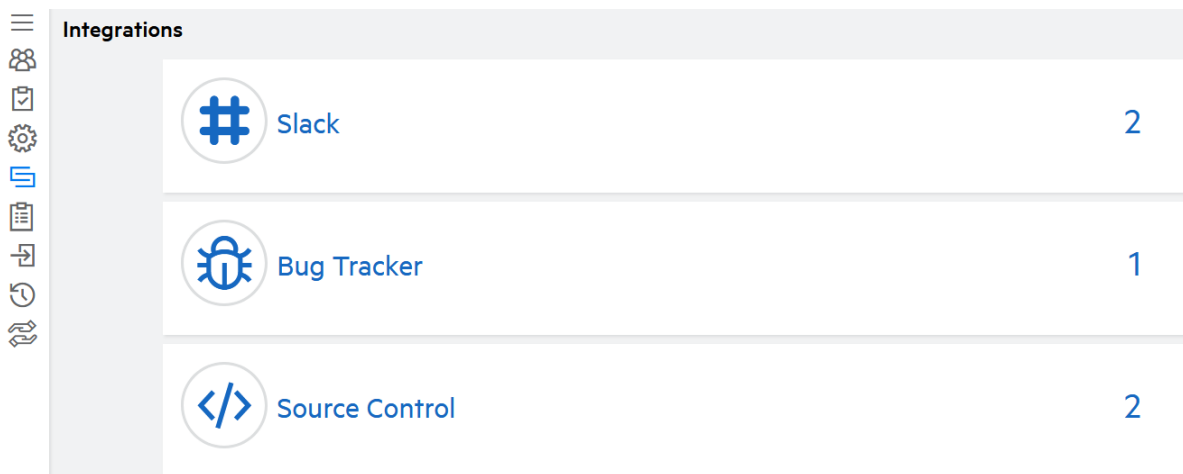 Integrations
Slack 2
Bug Tracker 1
Source Control 2